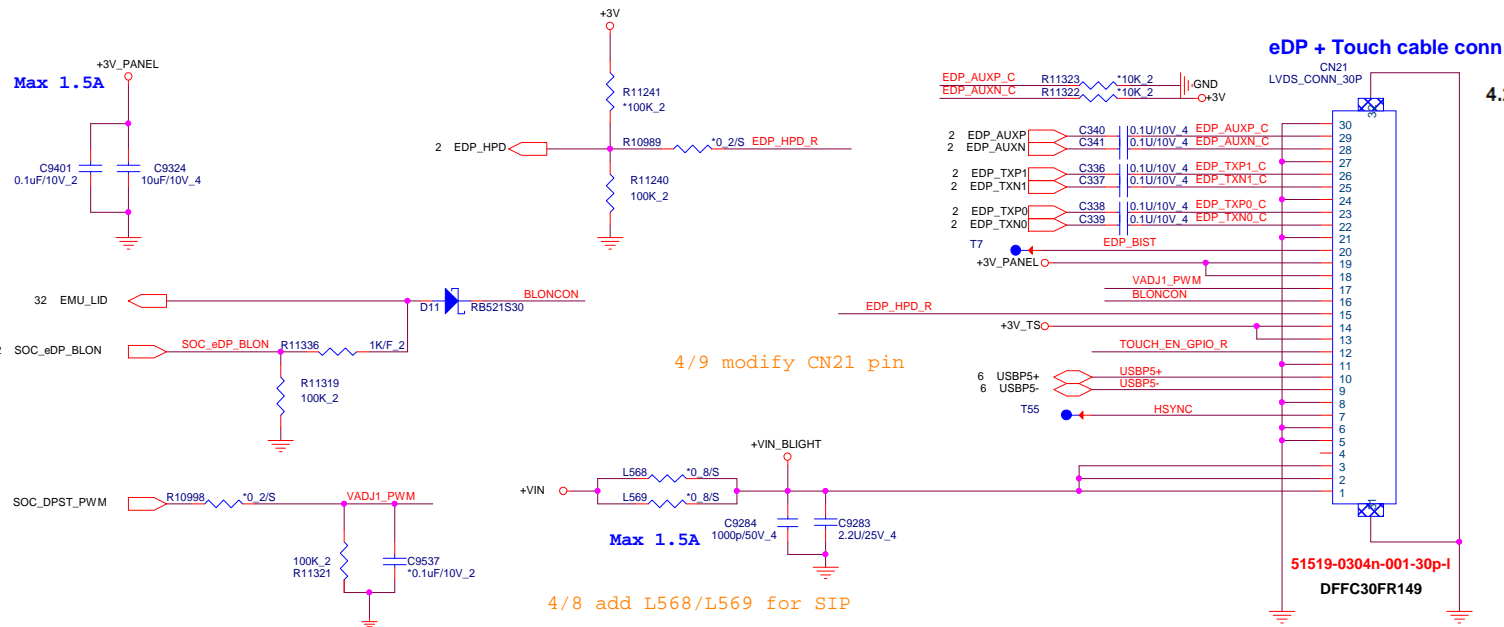 Max 1.5A
+3V_PANEL
C9401
0.1uF/10V_2
C9324
10uF/10V_4
+3V
R11241
*100K_2
2 EDP_HPD
R10989
*0_2/S
EDP_HPD_R
R11240
100K_2
32 EMU_LID
D11
RB521S30
BLONCON
SOC_eDP_BLON
SOC_eDP_BLON
R11336
1K/F_2
R11319
100K_2
4/9 modify CN21 pin
SOC_DPST_PWM
R10998
*0_2/S
VADJ1_PWM
100K_2
R11321
C9537
*0.1uF/10V_2
+VIN
L568
*0_8/S
L569
*0_8/S
Max 1.5A
+VIN_BLIGHT
C9284
1000p/50V_4
C9283
2.2U/25V_4
4/8 add L568/L569 for SIP
eDP + Touch cable conn
CN21
LVDS_CONN_30P
EDP_AUXP_C R11323 *10K_2 GND
EDP_AUXN_C R11322 *10K_2 +3V
2 EDP_AUXP C340 0.1U/10V_4 EDP_AUXP_C
2 EDP_AUXN C341 0.1U/10V_4 EDP_AUXN_C
2 EDP_TXP1 C336 0.1U/10V_4 EDP_TXP1_C
2 EDP_TXN1 C337 0.1U/10V_4 EDP_TXN1_C
2 EDP_TXP0 C338 0.1U/10V_4 EDP_TXP0_C
2 EDP_TXN0 C339 0.1U/10V_4 EDP_TXN0_C
T7 EDP_BIST
+3V_PANEL
VADJ1_PWM
BLONCON
EDP_HPD_R
+3V_TS
TOUCH_EN_GPIO_R
6 USBP5+ USBP5+
6 USBP5- USBP5-
T55 HSYNC
30
29
28
27
26
25
24
23
22
21
20
19
18
17
16
15
14
13
12
11
10
9
8
7
6
5
4
3
2
1
51519-0304n-001-30p-l
DFFC30FR149